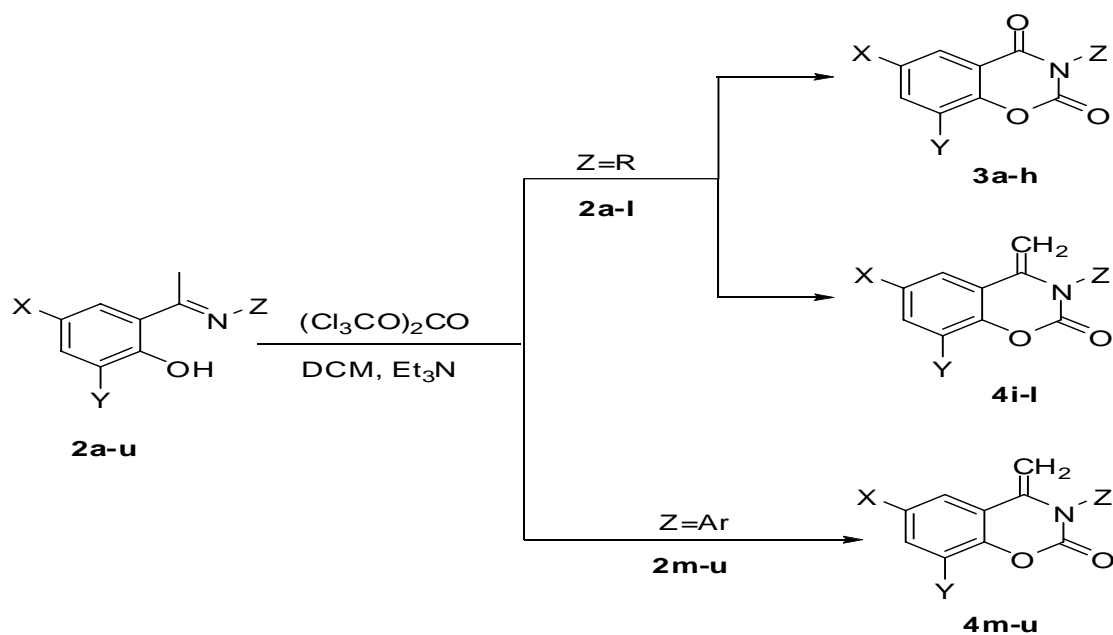 X
N
Z
OH
Y
2a-u
(Cl3CO)2CO
DCM, Et3N
Z=R
2a-l
Z=Ar
2m-u
O
X
N
Z
O
O
Y
3a-h
CH2
X
N
Z
O
O
Y
4i-l
CH2
X
N
Z
O
O
Y
4m-u